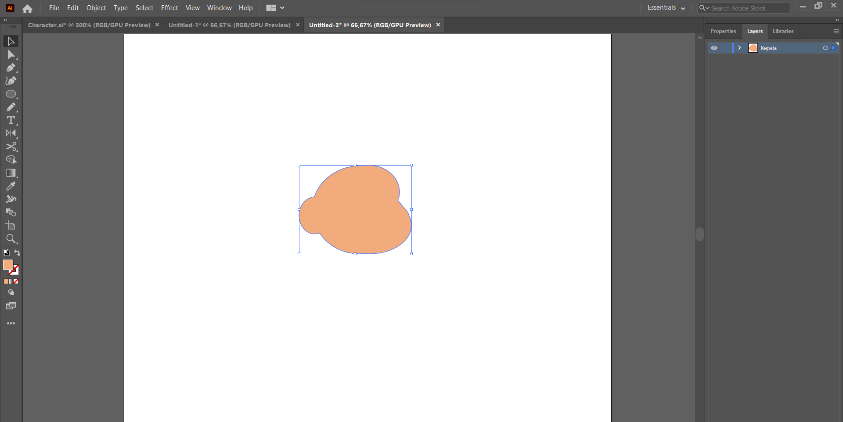 Ai File Edit Object Type Select Effect View Window Help Essentials Search Adobe Stock
Character.ai* @ 300% (RGB/GPU Preview) × Untitled-1* @ 66,67% (RGB/GPU Preview) × Untitled-2* @ 66,67% (RGB/GPU Preview) ×
Properties Layers Libraries
Kepala